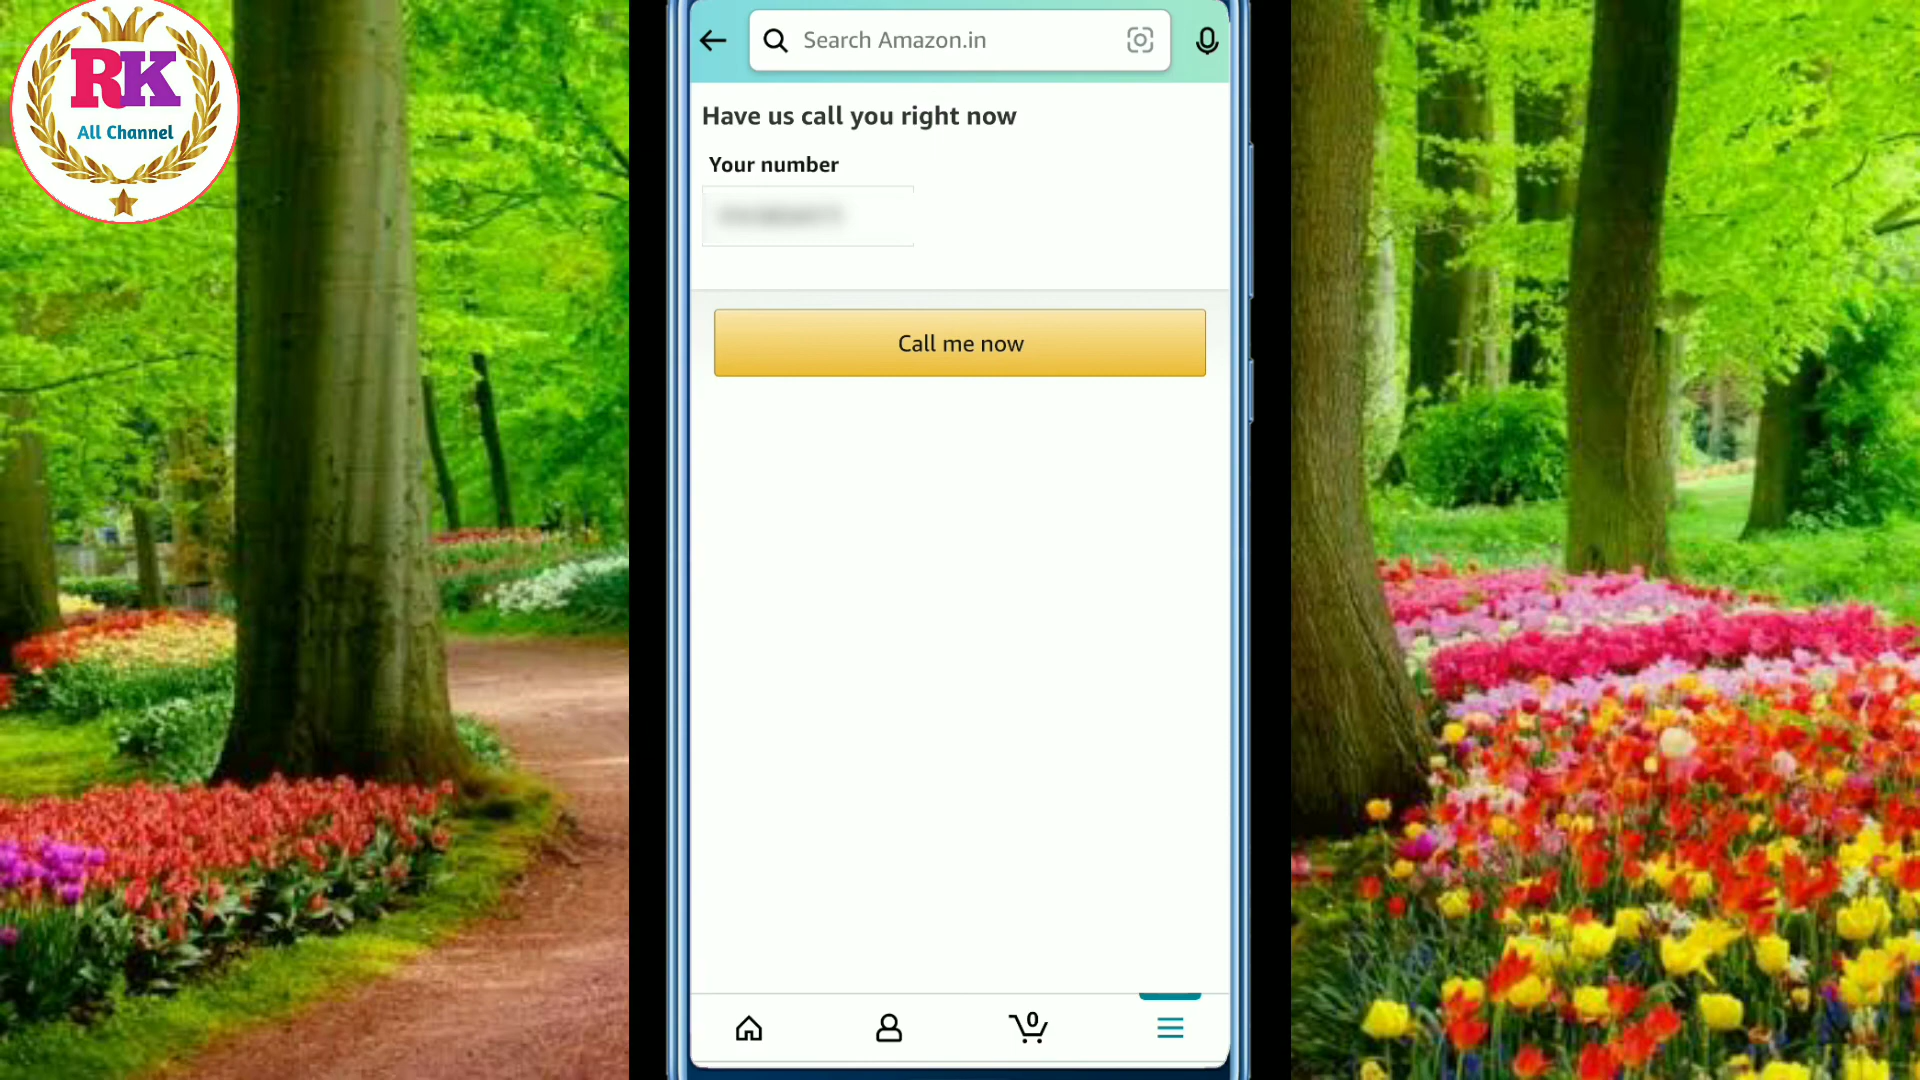 RK
All Channel
Search Amazon.in
Have us call you right now
Your number
Call me now
0